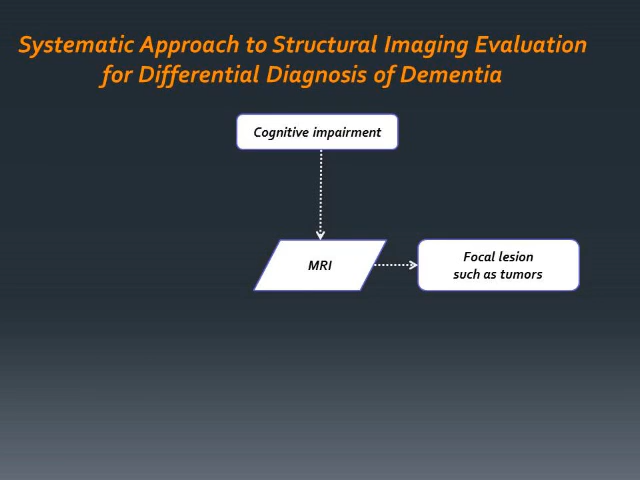 Systematic Approach to Structural Imaging Evaluation
for Differential Diagnosis of Dementia
Cognitive impairment
MRI
Focal lesion
such as tumors